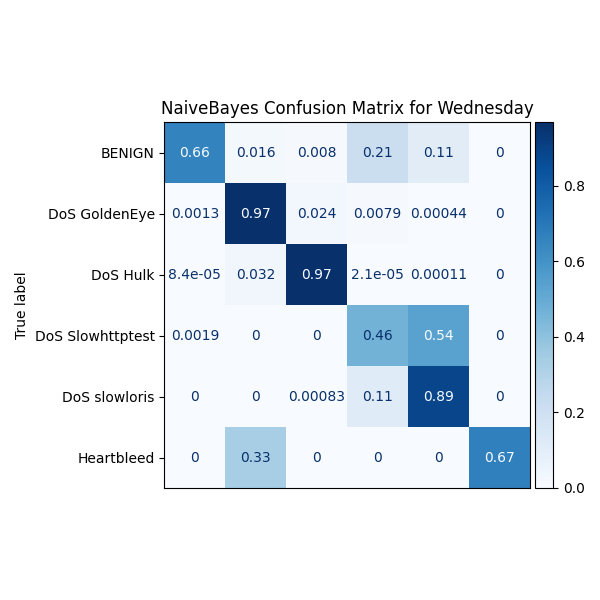 NaiveBayes Confusion Matrix for Wednesday
BENIGN 0.66 0.016 0.008 0.21 0.11 0
DoS GoldenEye 0.0013 0.97 0.024 0.0079 0.00044 0
DoS Hulk 8.4e-05 0.032 0.97 2.1e-05 0.00011 0
DoS Slowhttptest 0.0019 0 0 0.46 0.54 0
DoS slowloris 0 0 0.00083 0.11 0.89 0
Heartbleed 0 0.33 0 0 0 0.67
True label
0.8
0.6
0.4
0.2
0.0